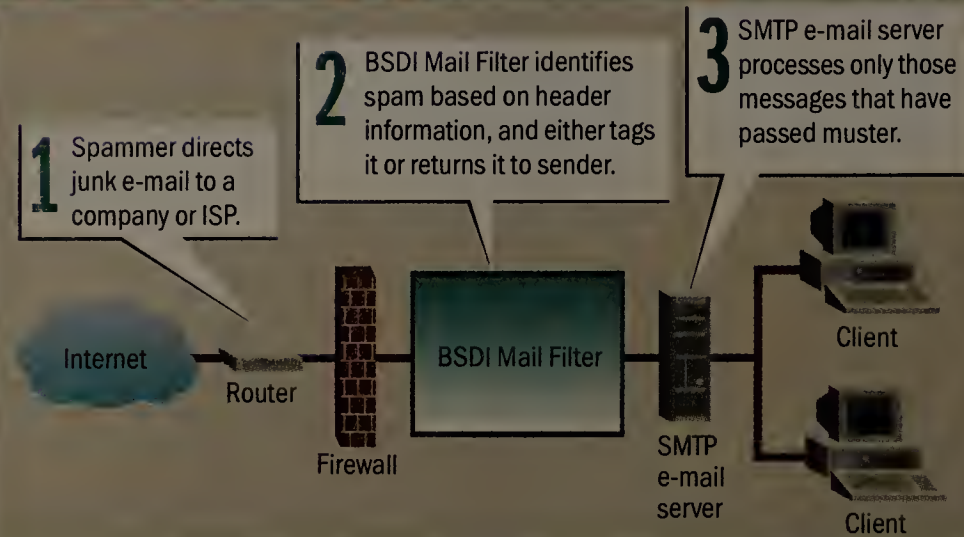 1 Spammer directs
junk e-mail to a
company or ISP.
2 BSDI Mail Filter identifies
spam based on header
information, and either tags
it or returns it to sender.
3 SMTP e-mail server
processes only those
messages that have
passed muster.
Internet
Router
Firewall
BSDI Mail Filter
SMTP
e-mail
server
Client
Client